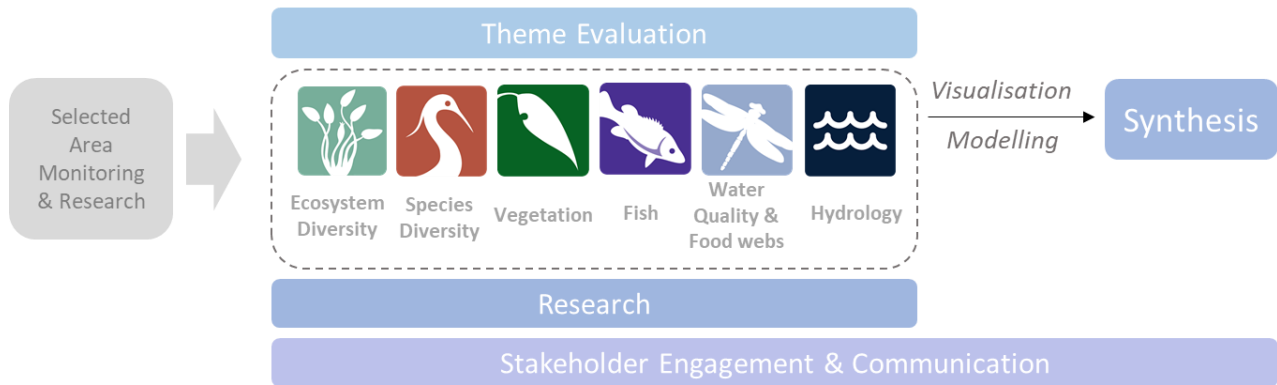 Theme Evaluation
Selected
Area
Monitoring
& Research
Ecosystem
Diversity
Species
Diversity
Vegetation
Fish
Water
Quality &
Food webs
Hydrology
Visualisation
Modelling
Synthesis
Research
Stakeholder Engagement & Communication